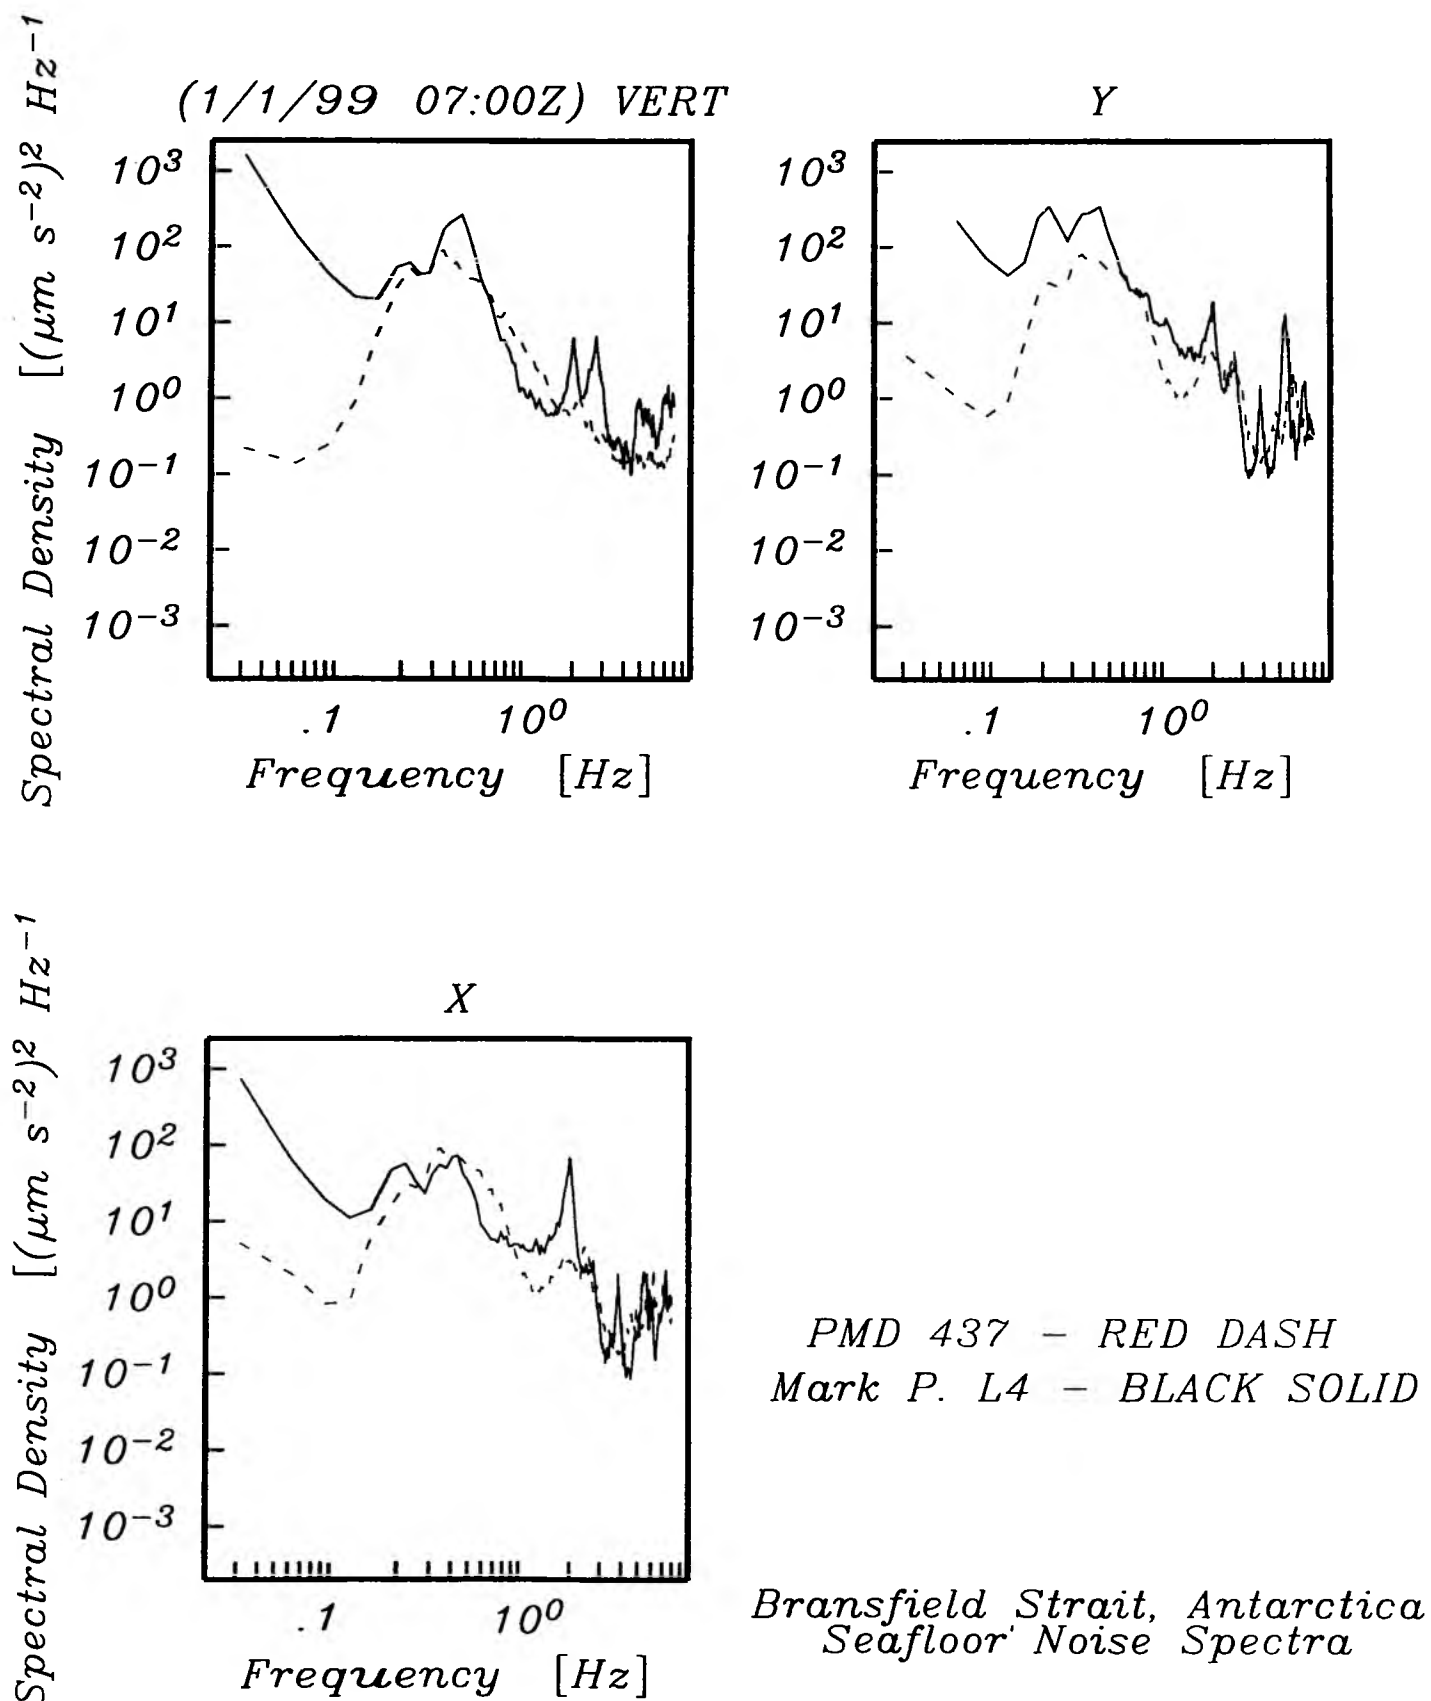 (1/1/99 07:00Z) VERT
Spectral Density [(μm s⁻²)² Hz⁻¹
10³
10²
10¹
10⁰
10⁻¹
10⁻²
10⁻³
.1 10⁰
Frequency [Hz]
Y
10³
10²
10¹
10⁰
10⁻¹
10⁻²
10⁻³
.1 10⁰
Frequency [Hz]
X
Spectral Density [(μm s⁻²)² Hz⁻¹
10³
10²
10¹
10⁰
10⁻¹
10⁻²
10⁻³
.1 10⁰
Frequency [Hz]
PMD 437 – RED DASH
Mark P. L4 – BLACK SOLID
Bransfield Strait, Antarctica
Seafloor Noise Spectra